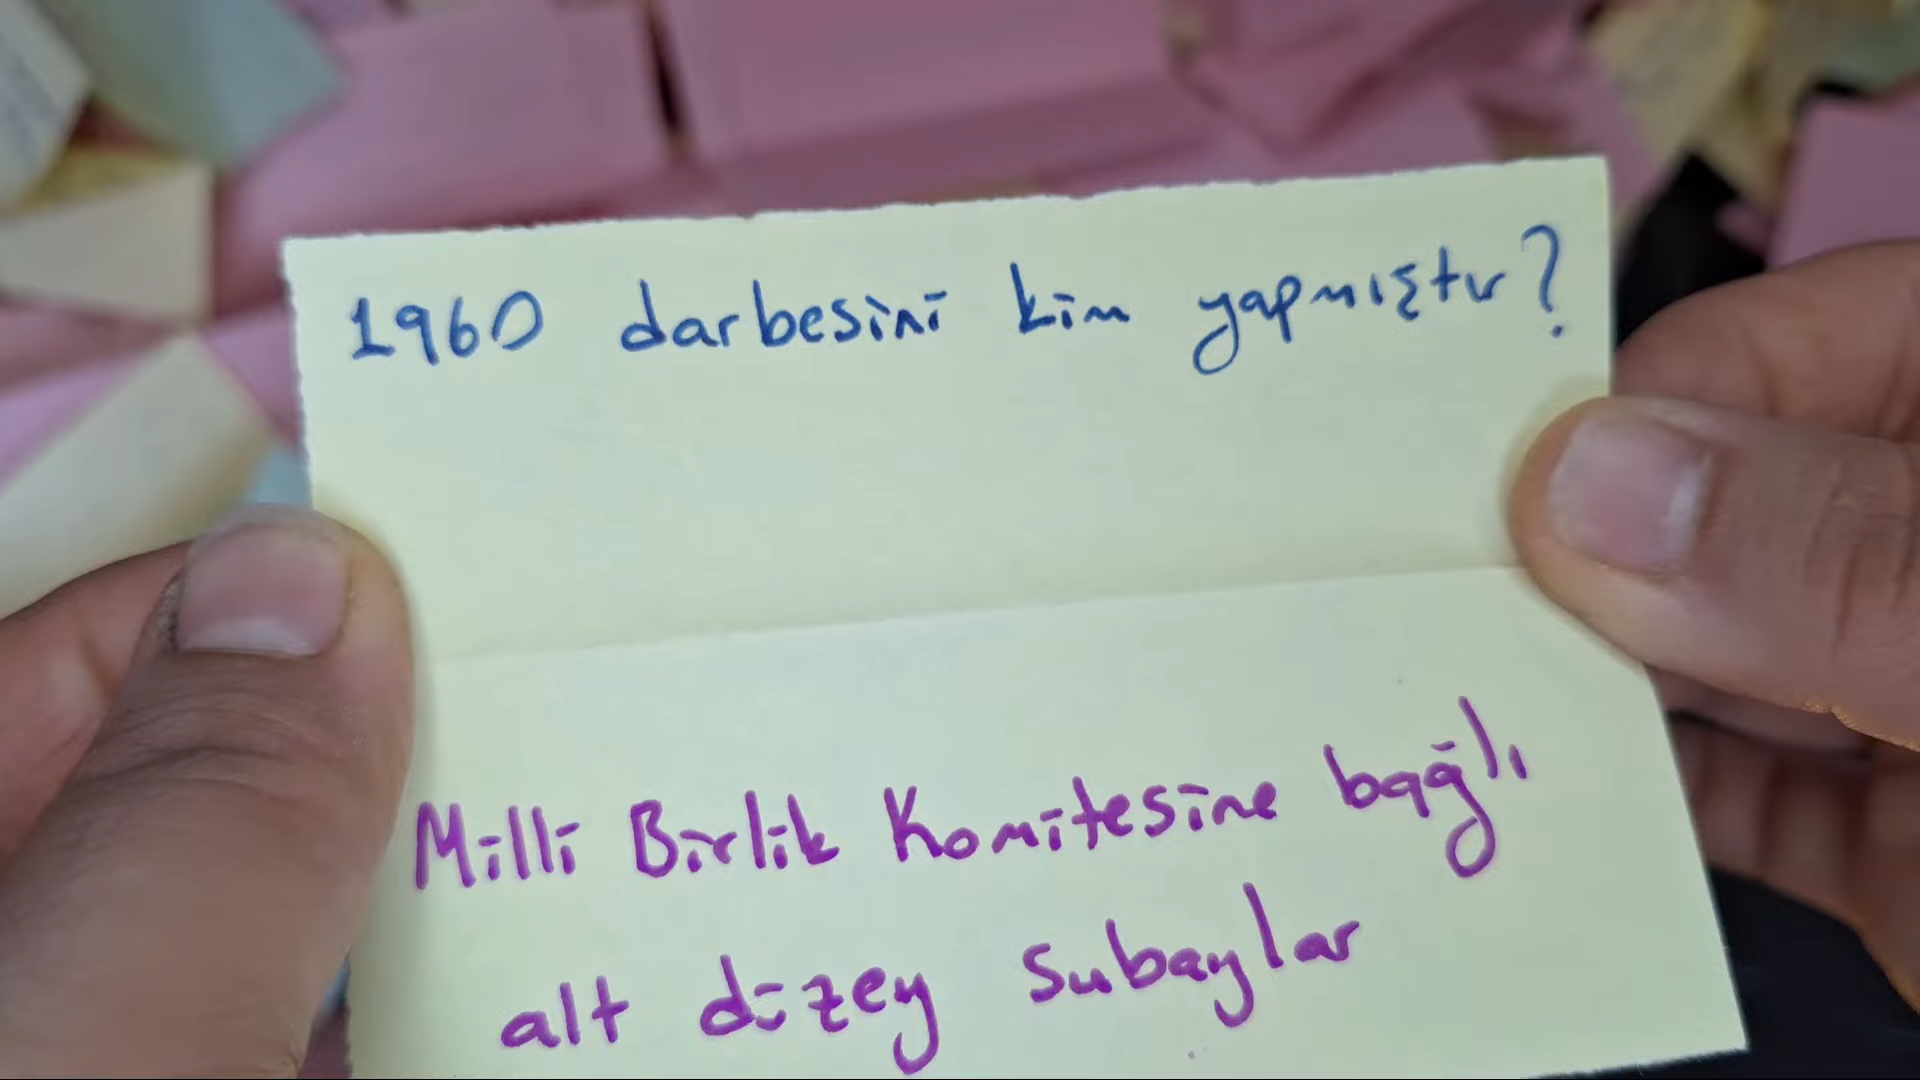 1960 darbesini kim yapmıştır?
Milli Birlik Komitesine bağlı
alt düzey subaylar